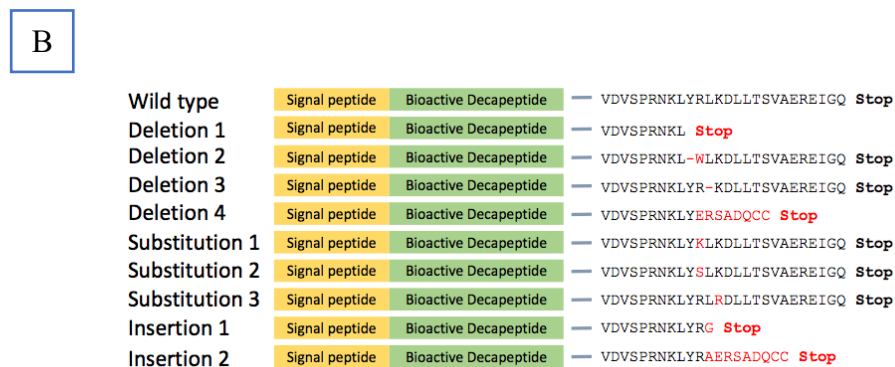 B
Wild type Signal peptide Bioactive Decapeptide — VDVSPRNKLYRLKDLLTSVAEREIGQ Stop
Deletion 1 Signal peptide Bioactive Decapeptide — VDVSPRNKL Stop
Deletion 2 Signal peptide Bioactive Decapeptide — VDVSPRNKL-WLKDLLTSVAEREIGQ Stop
Deletion 3 Signal peptide Bioactive Decapeptide — VDVSPRNKLYR-KDLLTSVAEREIGQ Stop
Deletion 4 Signal peptide Bioactive Decapeptide — VDVSPRNKLYERSADQCC Stop
Substitution 1 Signal peptide Bioactive Decapeptide — VDVSPRNKLYKLKDLLTSVAEREIGQ Stop
Substitution 2 Signal peptide Bioactive Decapeptide — VDVSPRNKLYSLKDLLTSVAEREIGQ Stop
Substitution 3 Signal peptide Bioactive Decapeptide — VDVSPRNKLYRLRDLLTSVAEREIGQ Stop
Insertion 1 Signal peptide Bioactive Decapeptide — VDVSPRNKLYRG Stop
Insertion 2 Signal peptide Bioactive Decapeptide — VDVSPRNKLYRAERSADQCC Stop